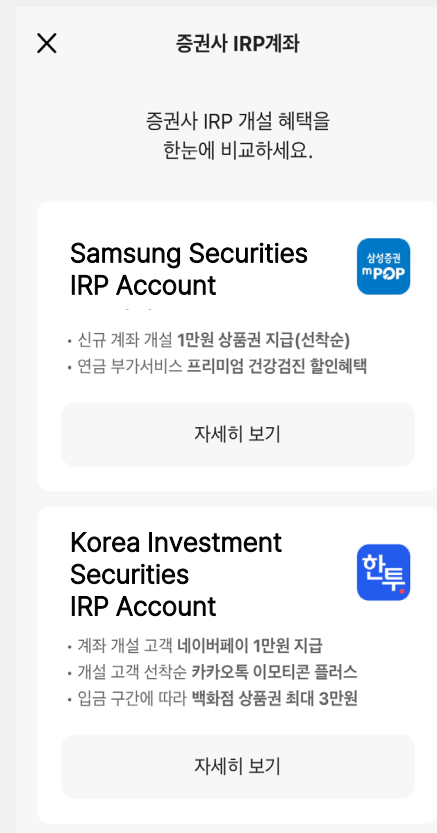 증권사 IRP계좌
증권사 IRP 개설 혜택을
한눈에 비교하세요.
Samsung Securities
IRP Account
삼성증권
mPOP
• 신규 계좌 개설 1만원 상품권 지급(선착순)
• 연금 부가서비스 프리미엄 건강검진 할인혜택
자세히 보기
Korea Investment
Securities
IRP Account
한투
• 계좌 개설 고객 네이버페이 1만원 지급
• 개설 고객 선착순 카카오톡 이모티콘 플러스
• 입금 구간에 따라 백화점 상품권 최대 3만원
자세히 보기